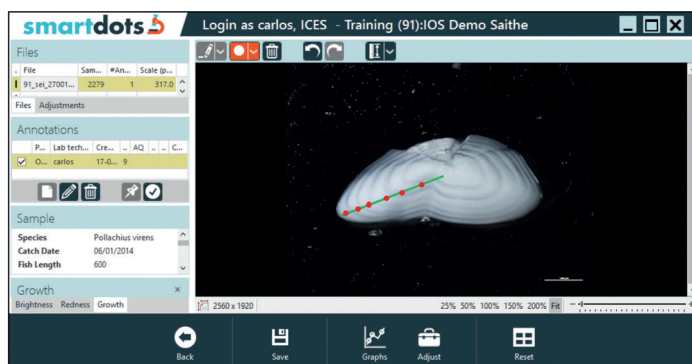 smartdots Login as carlos, ICES - Training (91):IOS Demo Saithe
Files
. File Sam... #An... Scale (p...
91_sei_27001... 2279 1 317.0
Files Adjustments
Annotations
P... Lab tech... Cre... .. AQ .. .. C...
O... carlos 17-0... 9
Sample
Species Pollachius virens
Catch Date 06/01/2014
Fish Length 600
Growth ×
Brightness Redness Growth
2560 x 1920 25% 50% 100% 150% 200% Fit
Back Save Graphs Adjust Reset